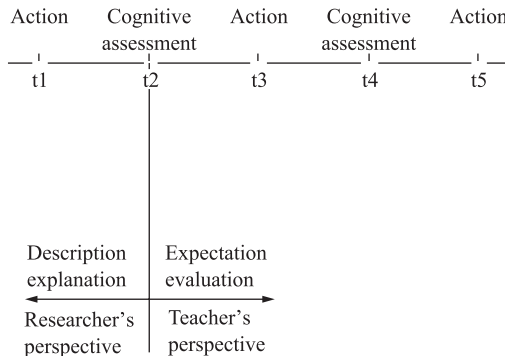 Action Cognitive Action Cognitive Action
assessment assessment
t1 t2 t3 t4 t5
Description Expectation
explanation evaluation
Researcher's Teacher's
perspective perspective